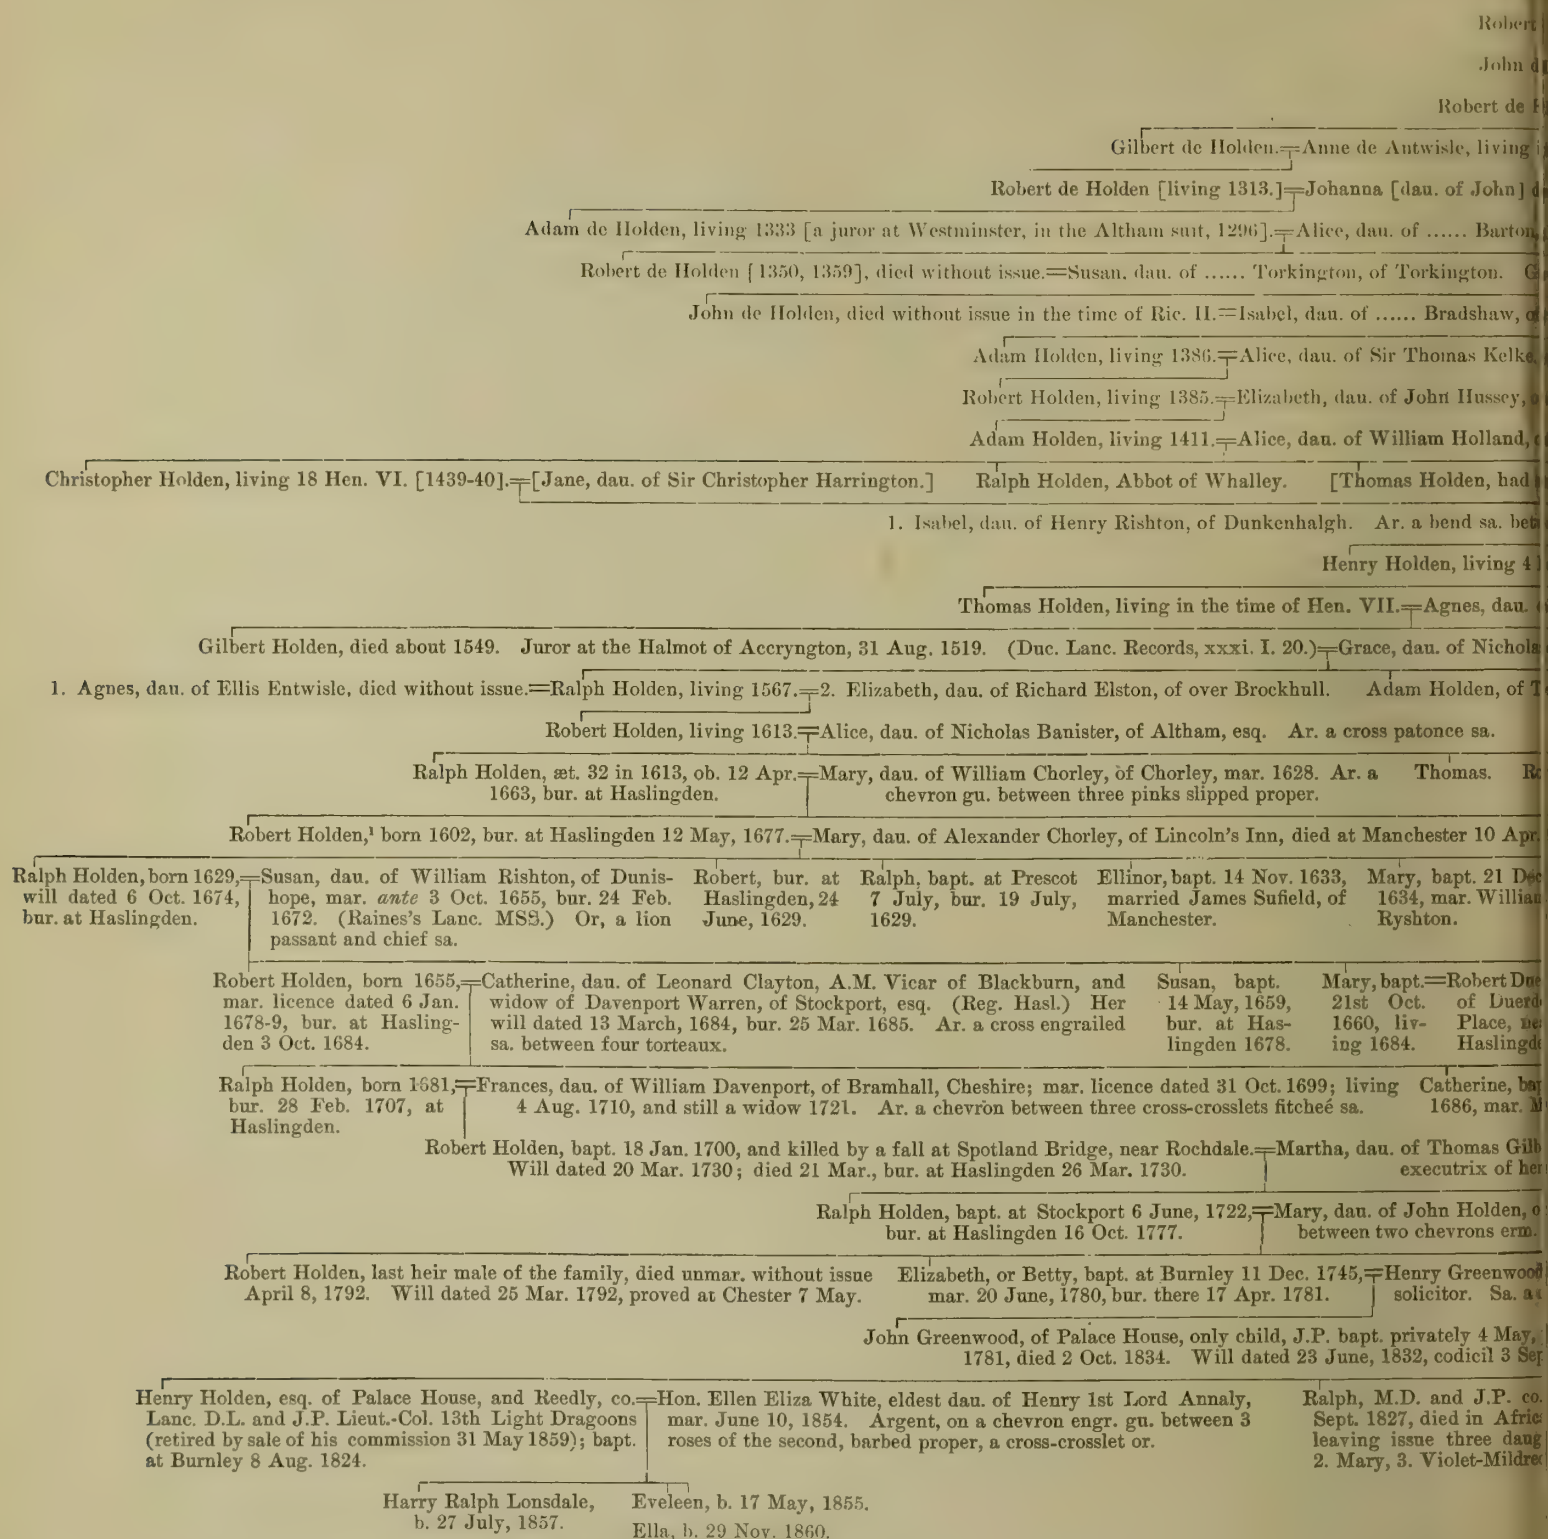 Robert
John d
Robert de
Gilbert de Holden.=Anne de Antwisle, living
Robert de Holden [living 1313.]=Johanna [dau. of John]
Adam de Holden, living 1333 [a juror at Westminster, in the Altham suit, 1296].=Alice, dau. of ...... Barton,
Robert de Holden [1350, 1359], died without issue.=Susan, dau. of ...... Torkington, of Torkington. G
John de Holden, died without issue in the time of Ric. II.=Isabel, dau. of ...... Bradshaw,
Adam Holden, living 1386.=Alice, dau. of Sir Thomas Kelke,
Robert Holden, living 1385.=Elizabeth, dau. of John Hussey,
Adam Holden, living 1411.=Alice, dau. of William Holland,
Christopher Holden, living 18 Hen. VI. [1439-40].=[Jane, dau. of Sir Christopher Harrington.] Ralph Holden, Abbot of Whalley. [Thomas Holden, had
1. Isabel, dau. of Henry Rishton, of Dunkenhalgh. Ar. a bend sa. bet
Henry Holden, living 4
Thomas Holden, living in the time of Hen. VII.=Agnes, dau.
Gilbert Holden, died about 1549. Juror at the Halmot of Accryngton, 31 Aug. 1519. (Duc. Lanc. Records, xxxi. I. 20.)=Grace, dau. of Nichola
1. Agnes, dau. of Ellis Entwisle, died without issue.=Ralph Holden, living 1567.=2. Elizabeth, dau. of Richard Elston, of over Brockhull. Adam Holden, of T
Robert Holden, living 1613.=Alice, dau. of Nicholas Banister, of Altham, esq. Ar. a cross patonce sa.
Ralph Holden, æt. 32 in 1613, ob. 12 Apr.=Mary, dau. of William Chorley, of Chorley, mar. 1628. Ar. a Thomas. Ro
1663, bur. at Haslingden. chevron gu. between three pinks slipped proper.
Robert Holden,¹ born 1602, bur. at Haslingden 12 May, 1677.=Mary, dau. of Alexander Chorley, of Lincoln's Inn, died at Manchester 10 Apr.
Ralph Holden, born 1629,=Susan, dau. of William Rishton, of Dunis- Robert, bur. at Ralph, bapt. at Prescot Ellinor, bapt. 14 Nov. 1633, Mary, bapt. 21 Dec
will dated 6 Oct. 1674, hope, mar. ante 3 Oct. 1655, bur. 24 Feb. Haslingden, 24 7 July, bur. 19 July, married James Sufield, of 1634, mar. William
bur. at Haslingden. 1672. (Raines's Lanc. MSS.) Or, a lion June, 1629. 1629. Manchester. Ryshton.
passant and chief sa.
Robert Holden, born 1655,=Catherine, dau. of Leonard Clayton, A.M. Vicar of Blackburn, and Susan, bapt. Mary, bapt.=Robert Due
mar. licence dated 6 Jan. widow of Davenport Warren, of Stockport, esq. (Reg. Hasl.) Her 14 May, 1659, 21st Oct. of Duerd
1678-9, bur. at Hasling- will dated 13 March, 1684, bur. 25 Mar. 1685. Ar. a cross engrailed bur. at Has- 1660, liv- Place,
den 3 Oct. 1684. sa. between four torteaux. lingden 1678. ing 1684. Haslingd
Ralph Holden, born 1681,=Frances, dau. of William Davenport, of Bramhall, Cheshire; mar. licence dated 31 Oct. 1699; living Catherine, bap
bur. 28 Feb. 1707, at 4 Aug. 1710, and still a widow 1721. Ar. a chevron between three cross-crosslets fitcheé sa. 1686, mar. M
Haslingden.
Robert Holden, bapt. 18 Jan. 1700, and killed by a fall at Spotland Bridge, near Rochdale.=Martha, dau. of Thomas Gilb
Will dated 20 Mar. 1730; died 21 Mar., bur. at Haslingden 26 Mar. 1730. executrix of her
Ralph Holden, bapt. at Stockport 6 June, 1722,=Mary, dau. of John Holden, o
bur. at Haslingden 16 Oct. 1777. between two chevrons erm.
Robert Holden, last heir male of the family, died unmar. without issue Elizabeth, or Betty, bapt. at Burnley 11 Dec. 1745,=Henry Greenwood
April 8, 1792. Will dated 25 Mar. 1792, proved at Chester 7 May. mar. 20 June, 1780, bur. there 17 Apr. 1781. solicitor. Sa. a
John Greenwood, of Palace House, only child, J.P. bapt. privately 4 May,
1781, died 2 Oct. 1834. Will dated 23 June, 1832, codicil 3 Sep
Henry Holden, esq. of Palace House, and Reedly, co.=Hon. Ellen Eliza White, eldest dau. of Henry 1st Lord Annaly, Ralph, M.D. and J.P. co.
Lanc. D.L. and J.P. Lieut.-Col. 13th Light Dragoons mar. June 10, 1854. Argent, on a chevron engr. gu. between 3 Sept. 1827, died in Afric
(retired by sale of his commission 31 May 1859); bapt. roses of the second, barbed proper, a cross-crosslet or. leaving issue three daug
at Burnley 8 Aug. 1824. 2. Mary, 3. Violet-Mildred
Harry Ralph Lonsdale, Eveleen, b. 17 May, 1855.
b. 27 July, 1857. Ella, b. 29 Nov. 1860.